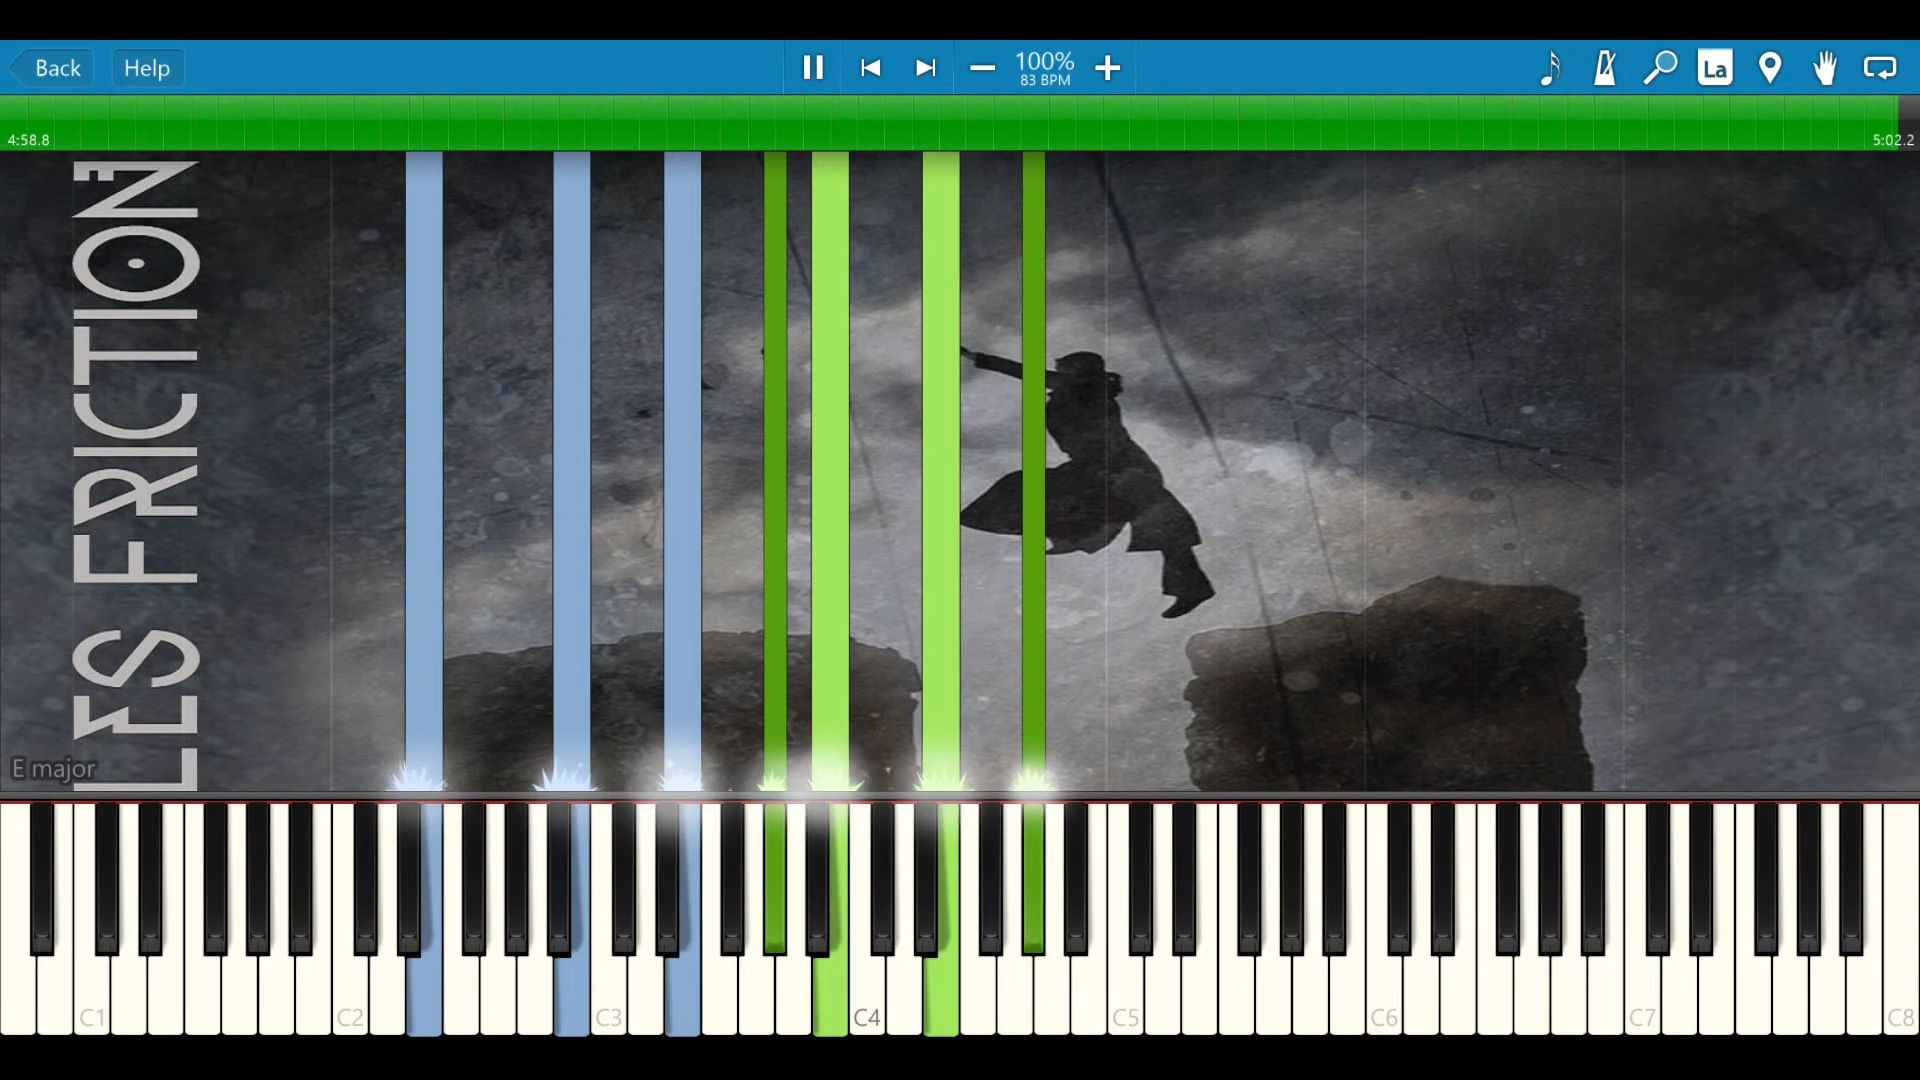 Back
Help
100%
83 BPM
La
4:58.8
5:02.2
LES FRICTION
E major
C1
C2
C3
C4
C5
C6
C7
C8